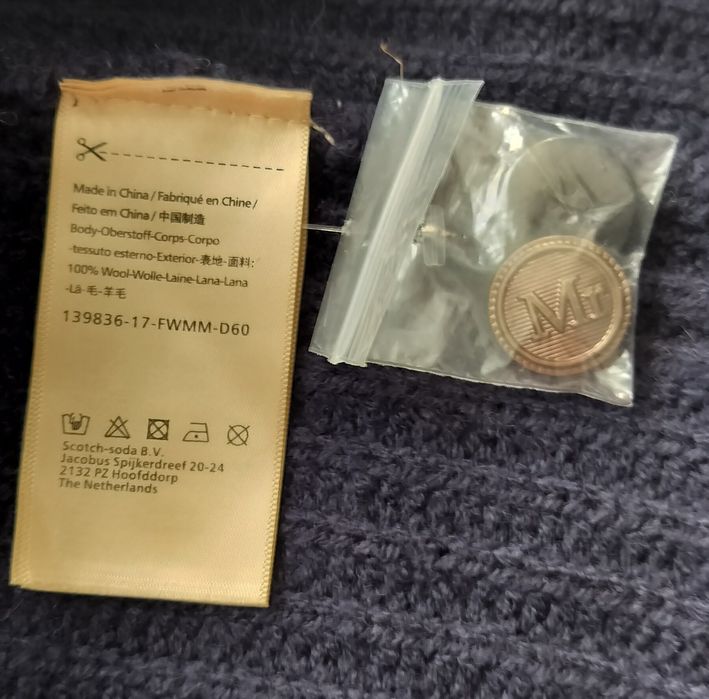 Made in China / Fabriqué en Chine /
Feito em China / 中国制造
Body-Oberstoff-Corps-Corpo
-tessuto esterno-Exterior-表地-面料:
100% Wool-Wolle-Laine-Lana-Lana
-Lã-毛-羊毛
139836-17-FWMM-D60
Scotch-soda B.V.
Jacobus Spijkerdreef 20-24
2132 PZ Hoofddorp
The Netherlands
Mr